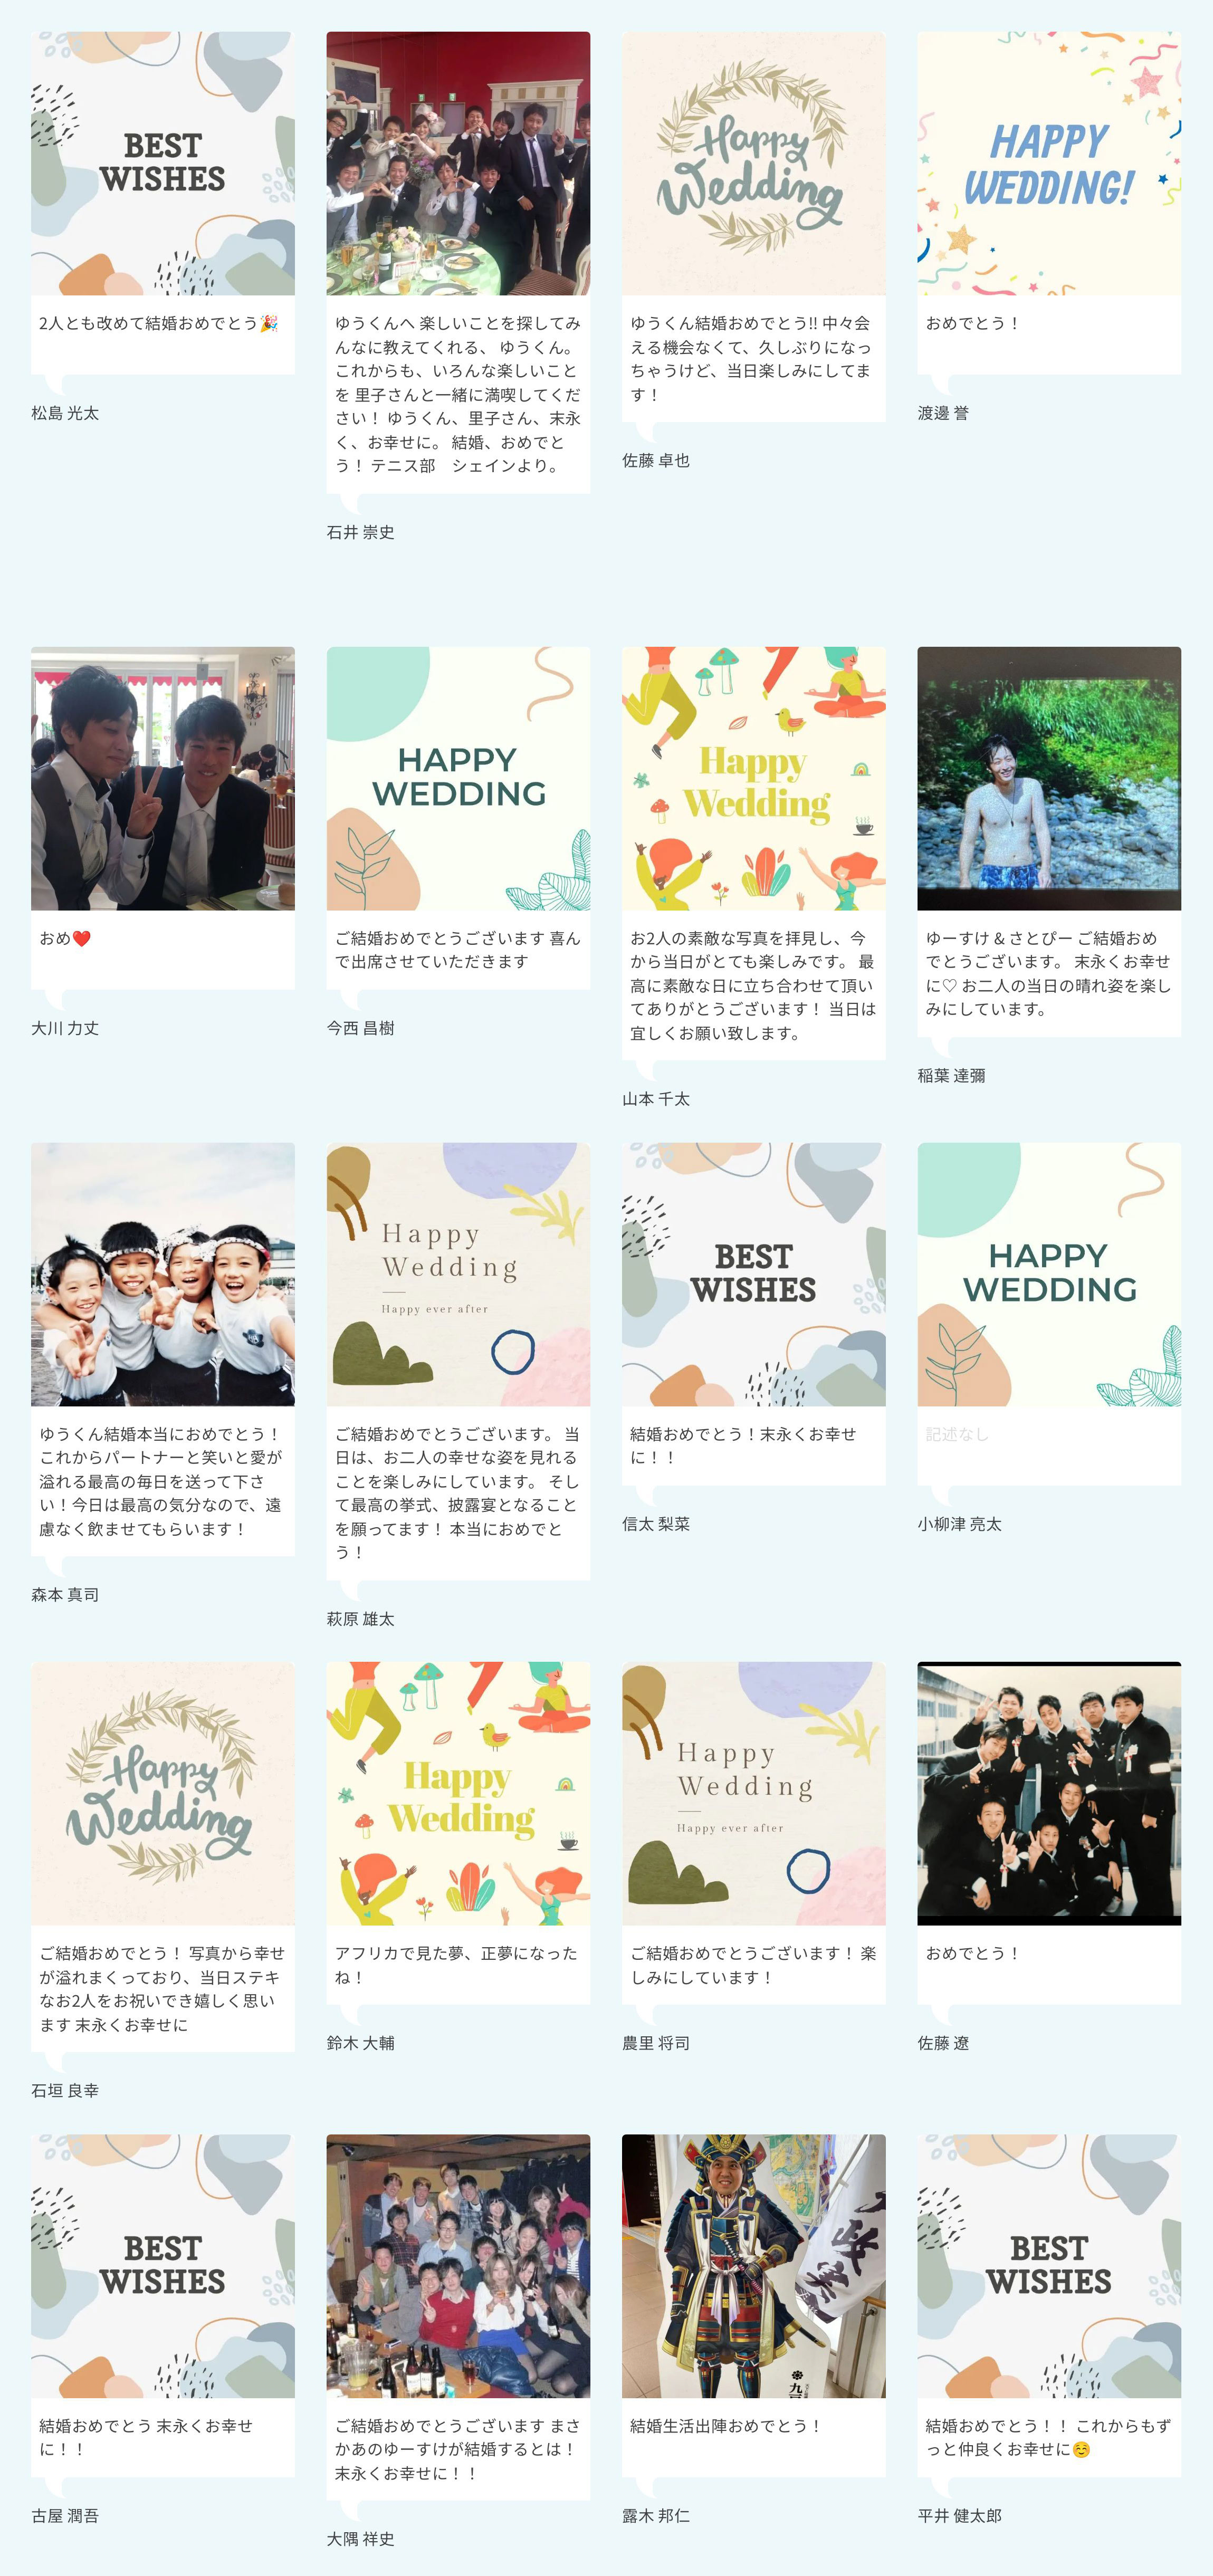 BEST
WISHES
2人とも改めて結婚おめでとう🎉
松島 光太
ゆうくんへ 楽しいことを探してみ
んなに教えてくれる、 ゆうくん。
これからも、いろんな楽しいこと
を 里子さんと一緒に満喫してくだ
さい！ ゆうくん、里子さん、末永
く、お幸せに。 結婚、おめでと
う！ テニス部　シェインより。
石井 崇史
Happy
Wedding
ゆうくん結婚おめでとう!! 中々会
える機会なくて、久しぶりになっ
ちゃうけど、当日楽しみにしてま
す！
佐藤 卓也
HAPPY
WEDDING!
おめでとう！
渡邊 誉
おめ❤️
大川 力丈
HAPPY
WEDDING
ご結婚おめでとうございます 喜ん
で出席させていただきます
今西 昌樹
Happy
Wedding
お2人の素敵な写真を拝見し、今
から当日がとても楽しみです。 最
高に素敵な日に立ち合わせて頂い
てありがとうございます！ 当日は
宜しくお願い致します。
山本 千太
ゆーすけ & さとぴー ご結婚おめ
でとうございます。 末永くお幸せ
に♡ お二人の当日の晴れ姿を楽し
みにしています。
稲葉 達彌
ゆうくん結婚本当におめでとう！
これからパートナーと笑いと愛が
溢れる最高の毎日を送って下さ
い！今日は最高の気分なので、遠
慮なく飲ませてもらいます！
森本 真司
Happy
Wedding
Happy ever after
ご結婚おめでとうございます。 当
日は、お二人の幸せな姿を見れる
ことを楽しみにしています。 そし
て最高の挙式、披露宴となること
を願ってます！ 本当におめでと
う！
萩原 雄太
BEST
WISHES
結婚おめでとう！末永くお幸せ
に！！
信太 梨菜
HAPPY
WEDDING
記述なし
小柳津 亮太
Happy
Wedding
ご結婚おめでとう！ 写真から幸せ
が溢れまくっており、当日ステキ
なお2人をお祝いでき嬉しく思い
ます 末永くお幸せに
石垣 良幸
Happy
Wedding
アフリカで見た夢、正夢になった
ね！
鈴木 大輔
Happy
Wedding
Happy ever after
ご結婚おめでとうございます！ 楽
しみにしています！
農里 将司
おめでとう！
佐藤 遼
BEST
WISHES
結婚おめでとう 末永くお幸せ
に！！
古屋 潤吾
ご結婚おめでとうございます まさ
かあのゆーすけが結婚するとは！
末永くお幸せに！！
大隅 祥史
結婚生活出陣おめでとう！
露木 邦仁
BEST
WISHES
結婚おめでとう！！ これからもず
っと仲良くお幸せに☺️
平井 健太郎